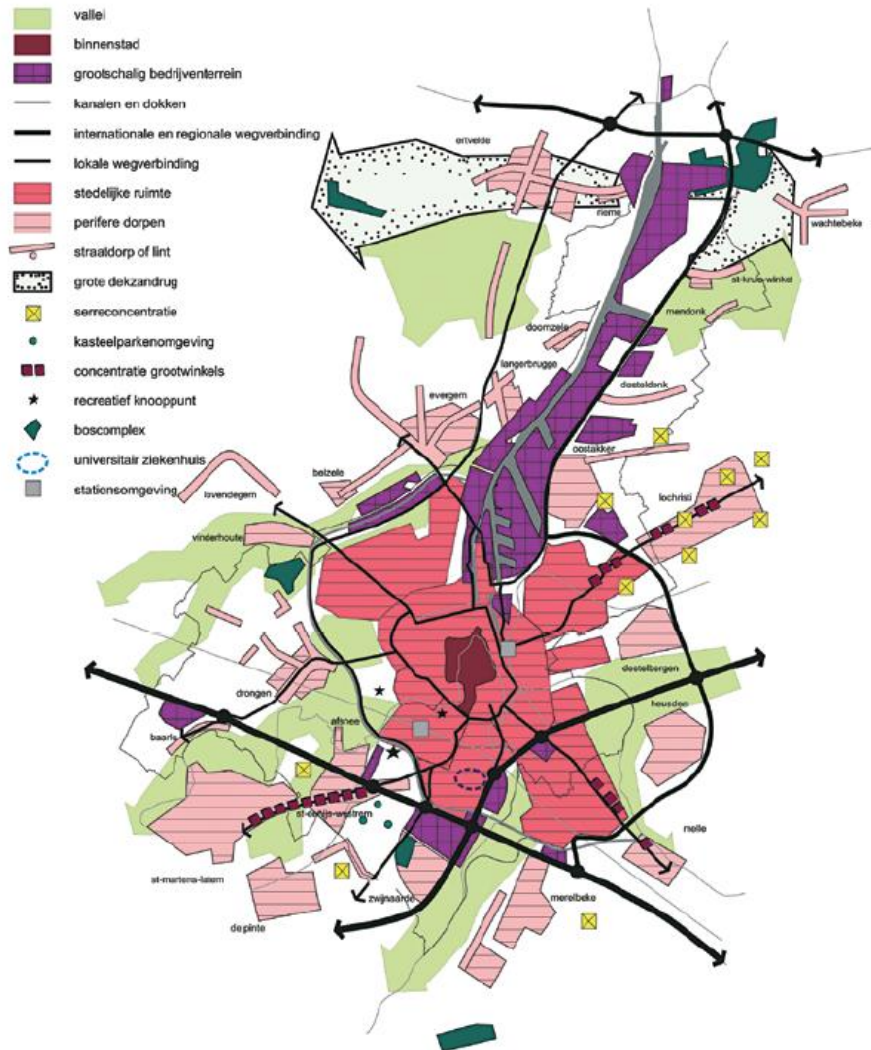 vallei
binnenstad
grootschalig bedrijventerrein
kanalen en dokken
internationale en regionale wegverbinding
lokale wegverbinding
stedelijke ruimte
perifere dorpen
straatdorp of lint
grote dekzandrug
serreconcentratie
kasteelparkenomgeving
concentratie grootwinkels
recreatief knooppunt
boscomplex
universitair ziekenhuis
stationsomgeving
ertvelde
rieme
wachtebeke
st-kruis-winkel
mendonk
doornzele
langerbrugge
desteldonk
evergem
oostakker
belzele
lochristi
lovendegem
vinderhoute
destelbergen
heusden
drongen
afsnee
baarle
st-denijs-westrem
melle
st-martens-latem
zwijnaarde
merelbeke
de pinte